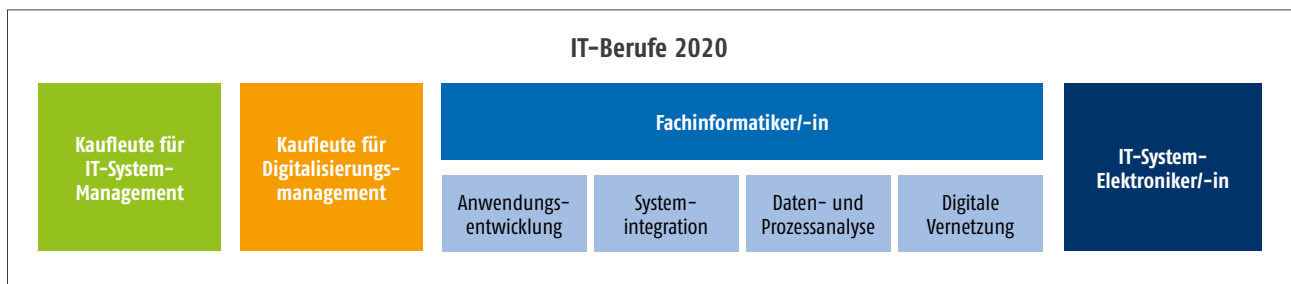 IT-Berufe 2020
Kaufleute für
IT-System-
Management
Kaufleute für
Digitalisierungs-
management
Fachinformatiker/-in
Anwendungs-
entwicklung
System-
integration
Daten- und
Prozessanalyse
Digitale
Vernetzung
IT-System-
Elektroniker/-in